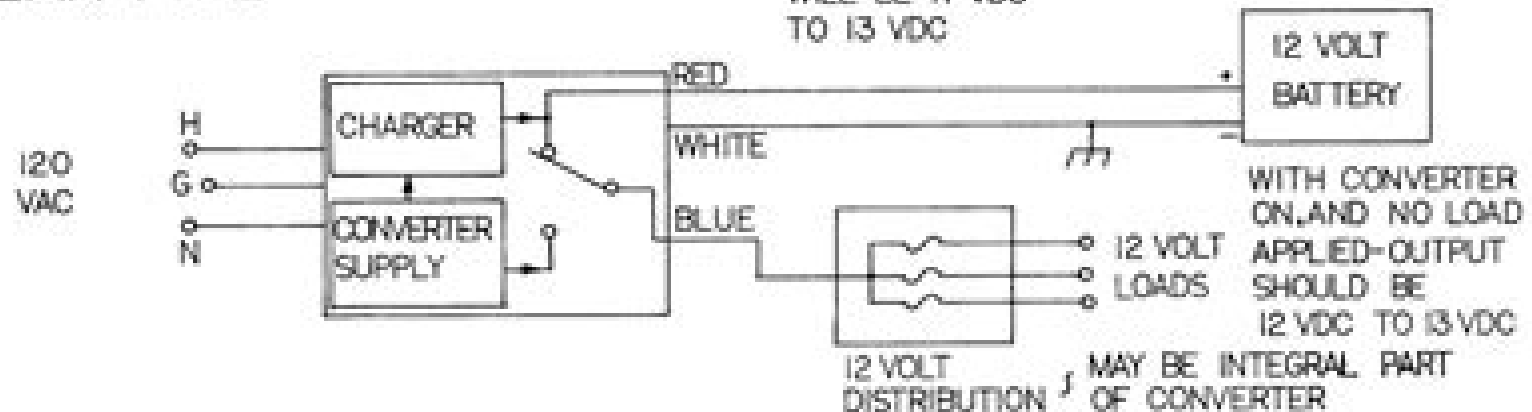 TO 13 VDC
12 VOLT
BATTERY
+
-
RED
WHITE
BLUE
CHARGER
CONVERTER
SUPPLY
120
VAC
H
G
N
12 VOLT
LOADS
WITH CONVERTER
ON, AND NO LOAD
APPLIED-OUTPUT
SHOULD BE
12 VDC TO 13 VDC
12 VOLT
DISTRIBUTION
MAY BE INTEGRAL PART
OF CONVERTER